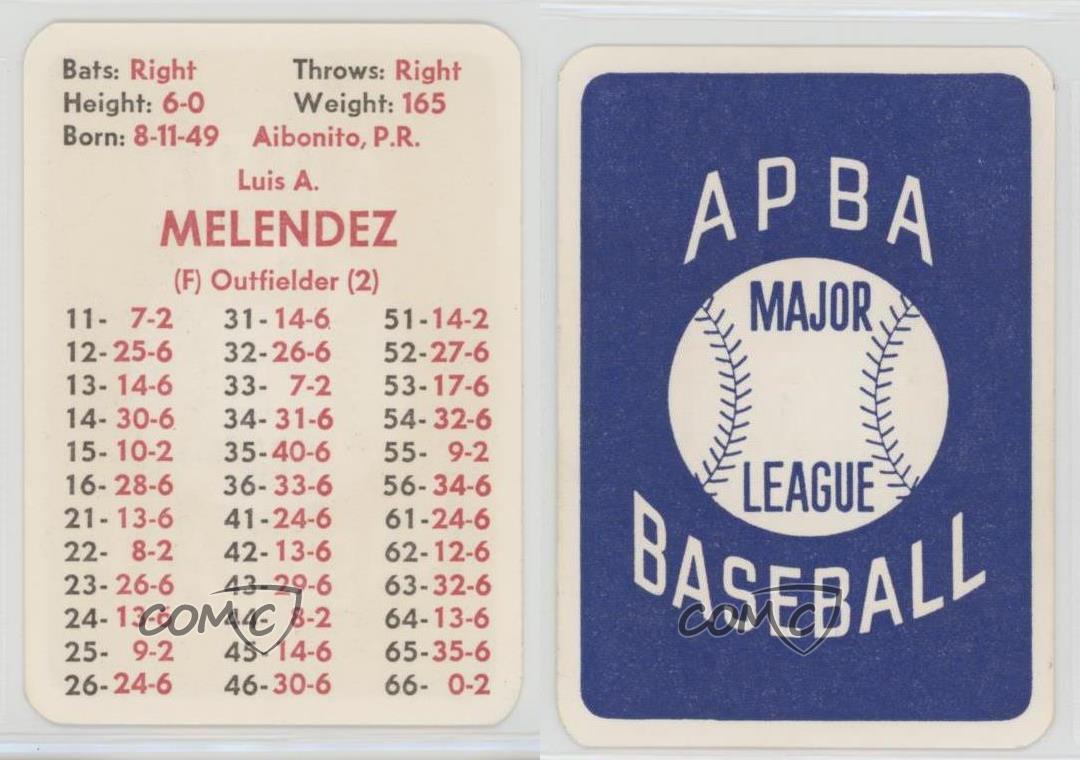 Bats: Right Throws: Right
Height: 6-0 Weight: 165
Born: 8-11-49 Aibonito, P.R.
Luis A.
MELENDEZ
(F) Outfielder (2)
11- 7-2 31- 14-6 51- 14-2
12- 25-6 32- 26-6 52- 27-6
13- 14-6 33- 7-2 53- 17-6
14- 30-6 34- 31-6 54- 32-6
15- 10-2 35- 40-6 55- 9-2
16- 28-6 36- 33-6 56- 34-6
21- 13-6 41- 24-6 61- 24-6
22- 8-2 42- 13-6 62- 12-6
23- 26-6 43- 29-6 63- 32-6
24- 13-6 44- 8-2 64- 13-6
25- 9-2 45- 14-6 65- 35-6
26- 24-6 46- 30-6 66- 0-2
COMC
APBA
MAJOR
LEAGUE
BASEBALL
COMC